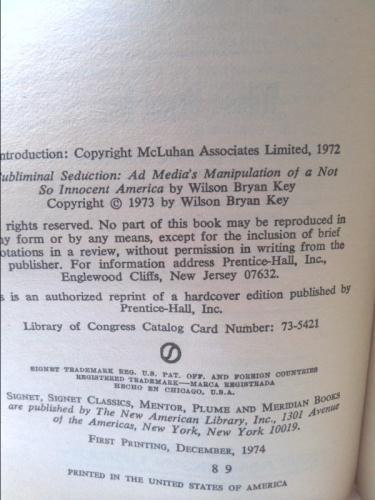 ntroduction: Copyright McLuhan Associates Limited, 1972
ubliminal Seduction: Ad Media's Manipulation of a Not
So Innocent America by Wilson Bryan Key
Copyright © 1973 by Wilson Bryan Key
rights reserved. No part of this book may be reproduced in
ny form or by any means, except for the inclusion of brief
otations in a review, without permission in writing from the
publisher. For information address Prentice-Hall, Inc.,
Englewood Cliffs, New Jersey 07632.
s is an authorized reprint of a hardcover edition published by
Prentice-Hall, Inc.
Library of Congress Catalog Card Number: 73-5421
SIGNET TRADEMARK REG. U.S. PAT. OFF. AND FOREIGN COUNTRIES
REGISTERED TRADEMARK—MARCA REGISTRADA
HECHO EN CHICAGO, U.S.A.
SIGNET, SIGNET CLASSICS, MENTOR, PLUME AND MERIDIAN BOOKS
are published by The New American Library, Inc., 1301 Avenue
of the Americas, New York, New York 10019.
FIRST PRINTING, DECEMBER, 1974
8 9
PRINTED IN THE UNITED STATES OF AMERICA